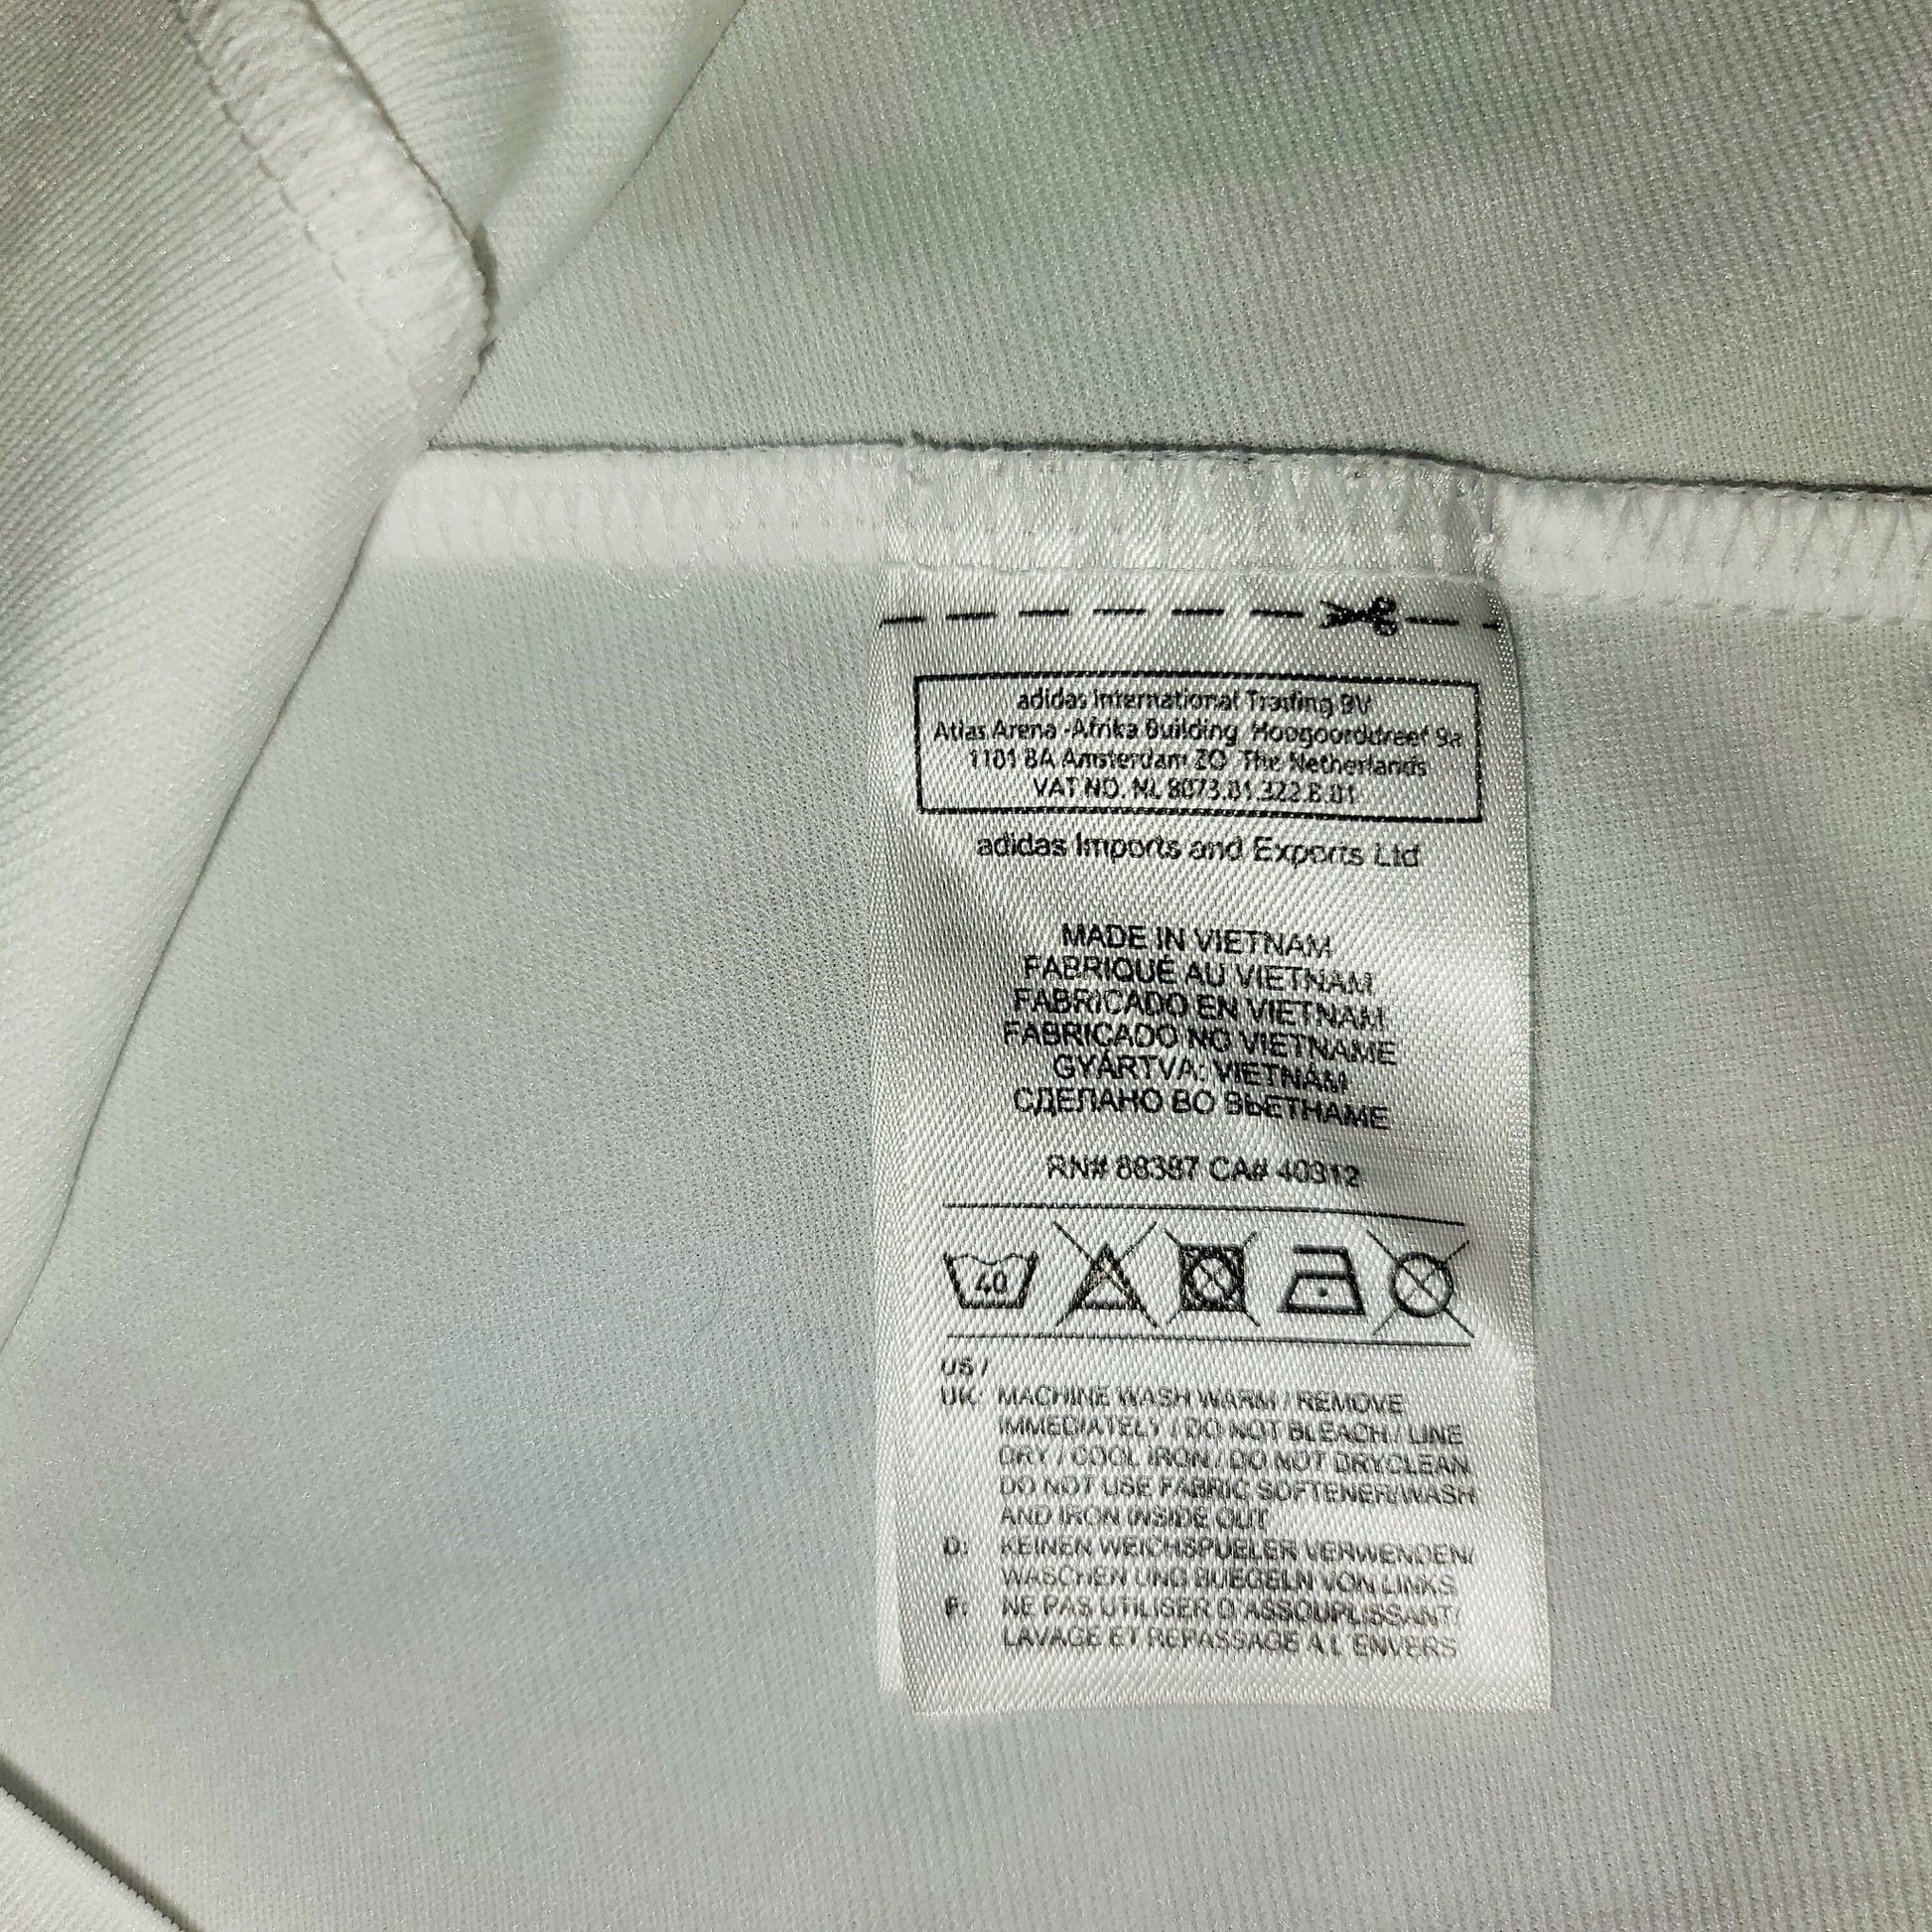 adidas International Trading BV
Atlas Arena -Afrika Building, Hoogoorddreef 9a
1101 BA Amsterdam ZO The Netherlands
VAT NO. NL 8073.01.322.B.01
adidas Imports and Exports Ltd
MADE IN VIETNAM
FABRIQUÉ AU VIETNAM
FABRICADO EN VIETNAM
FABRICADO NO VIETNAME
GYÁRTVA: VIETNÁM
СДЕЛАНО ВО ВЬЕТНАМЕ
RN# 88387 CA# 40312
40
US /
UK: MACHINE WASH WARM / REMOVE
IMMEDIATELY / DO NOT BLEACH / LINE
DRY / COOL IRON / DO NOT DRYCLEAN
DO NOT USE FABRIC SOFTENER/WASH
AND IRON INSIDE OUT
D: KEINEN WEICHSPUELER VERWENDEN/
WASCHEN UND BUEGELN VON LINKS
F: NE PAS UTILISER D'ASSOUPLISSANT/
LAVAGE ET REPASSAGE A L'ENVERS